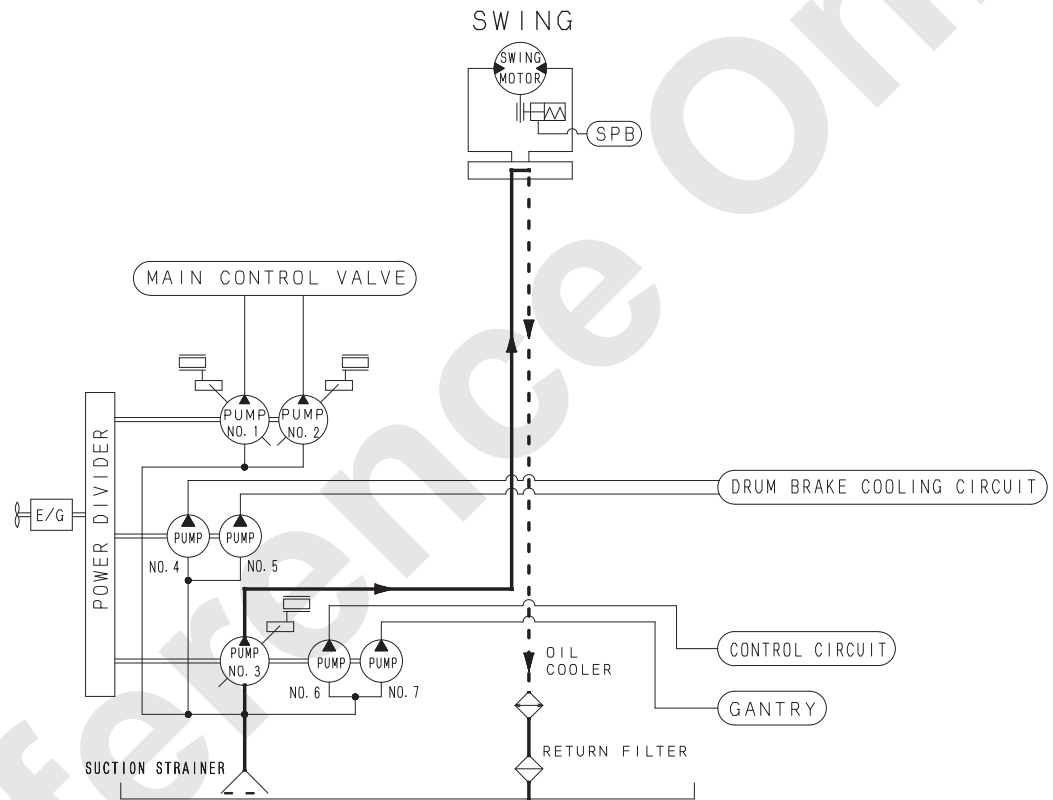 SWING
SWING
MOTOR
SPB
MAIN CONTROL VALVE
PUMP
NO. 1
PUMP
NO. 2
POWER DIVIDER
E/G
DRUM BRAKE COOLING CIRCUIT
PUMP
PUMP
NO. 4
NO. 5
PUMP
NO. 3
PUMP
PUMP
NO. 6
NO. 7
OIL
COOLER
CONTROL CIRCUIT
GANTRY
RETURN FILTER
SUCTION STRAINER
ference On